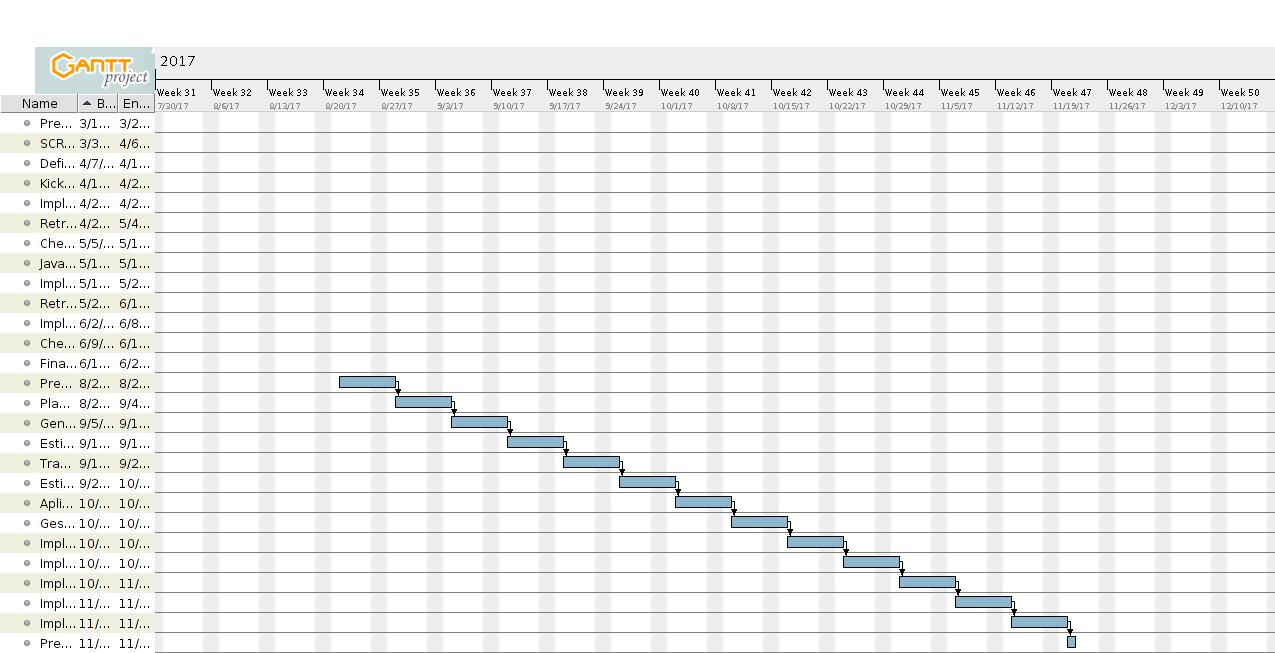 GANTT project
2017
Week 31 Week 32 Week 33 Week 34 Week 35 Week 36 Week 37 Week 38 Week 39 Week 40 Week 41 Week 42 Week 43 Week 44 Week 45 Week 46 Week 47 Week 48 Week 49 Week 50
Name B... En...
7/30/17 8/6/17 8/13/17 8/20/17 8/27/17 9/3/17 9/10/17 9/17/17 9/24/17 10/1/17 10/8/17 10/15/17 10/22/17 10/29/17 11/5/17 11/12/17 11/19/17 11/26/17 12/3/17 12/10/17
Pre... 3/1... 3/2...
SCR... 3/3... 4/6...
Defi... 4/7/... 4/1...
Kick... 4/1... 4/2...
Impl... 4/2... 4/2...
Retr... 4/2... 5/4...
Che... 5/5/... 5/1...
Java... 5/1... 5/1...
Impl... 5/1... 5/2...
Retr... 5/2... 6/1...
Impl... 6/2/... 6/8...
Che... 6/9/... 6/1...
Fina... 6/1... 6/2...
Pre... 8/2... 8/2...
Pla... 8/2... 9/4...
Gen... 9/5/... 9/1...
Esti... 9/1... 9/1...
Tra... 9/1... 9/2...
Esti... 9/2... 10/...
Apli... 10/... 10/...
Ges... 10/... 10/...
Impl... 10/... 10/...
Impl... 10/... 10/...
Impl... 10/... 11/...
Impl... 11/... 11/...
Impl... 11/... 11/...
Pre... 11/... 11/...